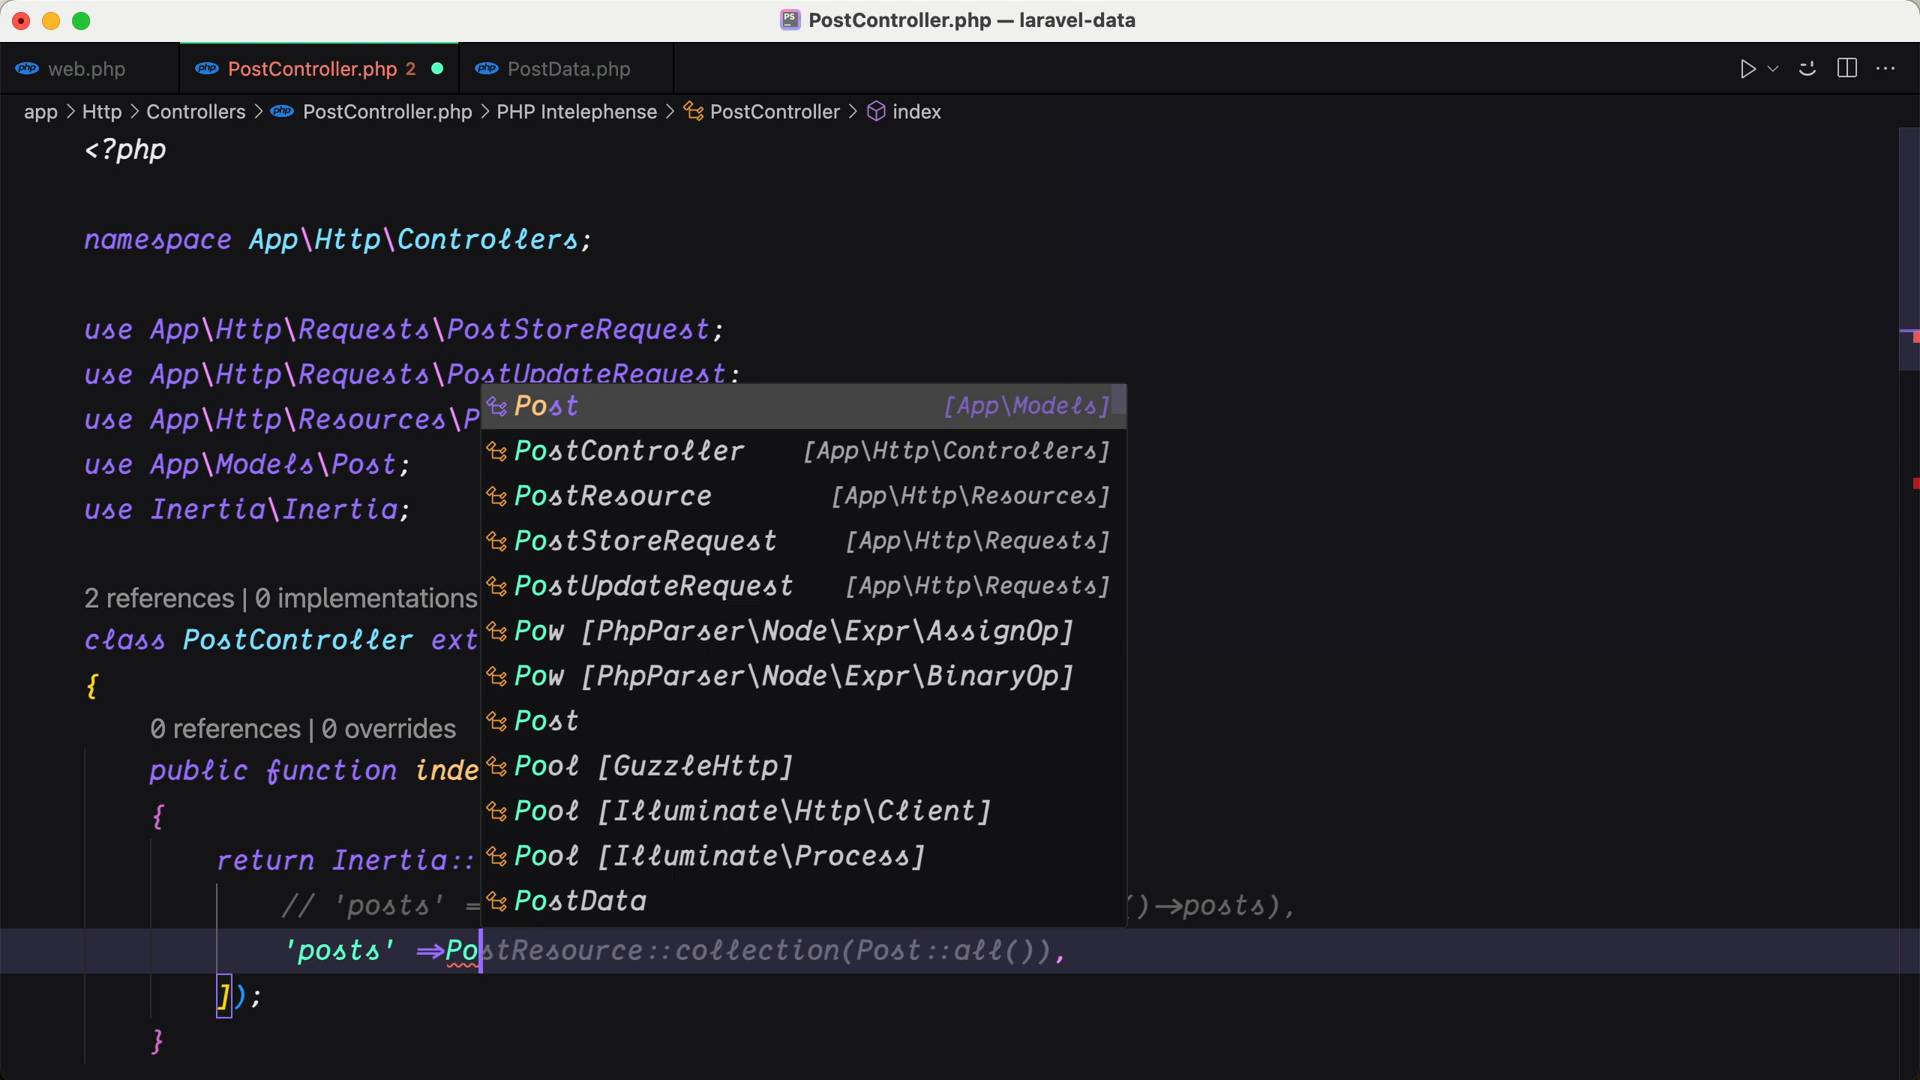 PS PostController.php — laravel-data
php web.php php PostController.php 2 php PostData.php
app > Http > Controllers > php PostController.php > PHP Intelephense > PostController > index
<?php
namespace App\Http\Controllers;
use App\Http\Requests\PostStoreRequest;
use App\Http\Requests\PostUpdateRequest;
use App\Http\Resources\P
use App\Models\Post;
use Inertia\Inertia;
2 references | 0 implementations
class PostController ext
{
0 references | 0 overrides
public function inde
{
return Inertia::
// 'posts' = ()→posts),
'posts' ⇒PostResource::collection(Post::all()),
]);
}
Post [App\Models]
PostController [App\Http\Controllers]
PostResource [App\Http\Resources]
PostStoreRequest [App\Http\Requests]
PostUpdateRequest [App\Http\Requests]
Pow [PhpParser\Node\Expr\AssignOp]
Pow [PhpParser\Node\Expr\BinaryOp]
Post
Pool [GuzzleHttp]
Pool [Illuminate\Http\Client]
Pool [Illuminate\Process]
PostData